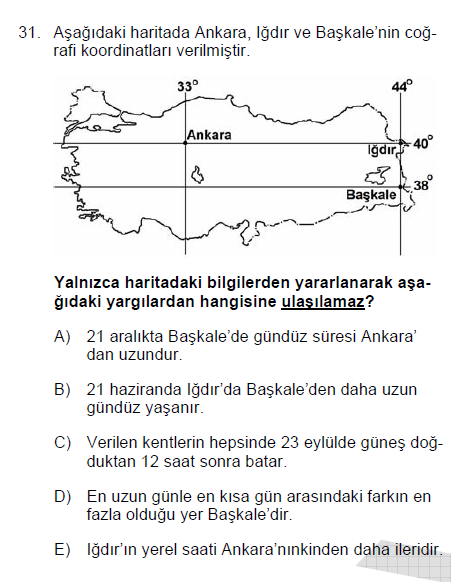 31. Aşağıdaki haritada Ankara, Iğdır ve Başkale’nin coğ-
rafi koordinatları verilmiştir.
33° 44°
Ankara
Iğdır 40°
38°
Başkale
Yalnızca haritadaki bilgilerden yararlanarak aşa-
ğıdaki yargılardan hangisine ulaşılamaz?
A) 21 aralıkta Başkale’de gündüz süresi Ankara’
dan uzundur.
B) 21 haziranda Iğdır’da Başkale’den daha uzun
gündüz yaşanır.
C) Verilen kentlerin hepsinde 23 eylülde güneş doğ-
duktan 12 saat sonra batar.
D) En uzun günle en kısa gün arasındaki farkın en
fazla olduğu yer Başkale’dir.
E) Iğdır’ın yerel saati Ankara’nınkinden daha ileridir.